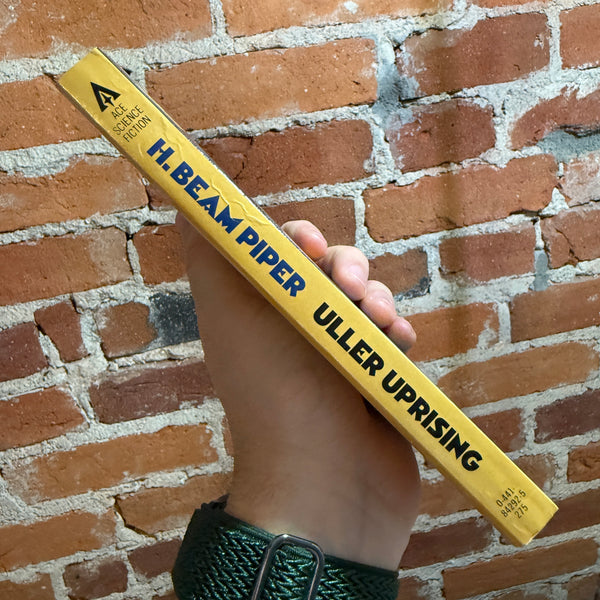 ACE
SCIENCE
FICTION
H. BEAM PIPER
ULLER UPRISING
0-441-
84292-5
275